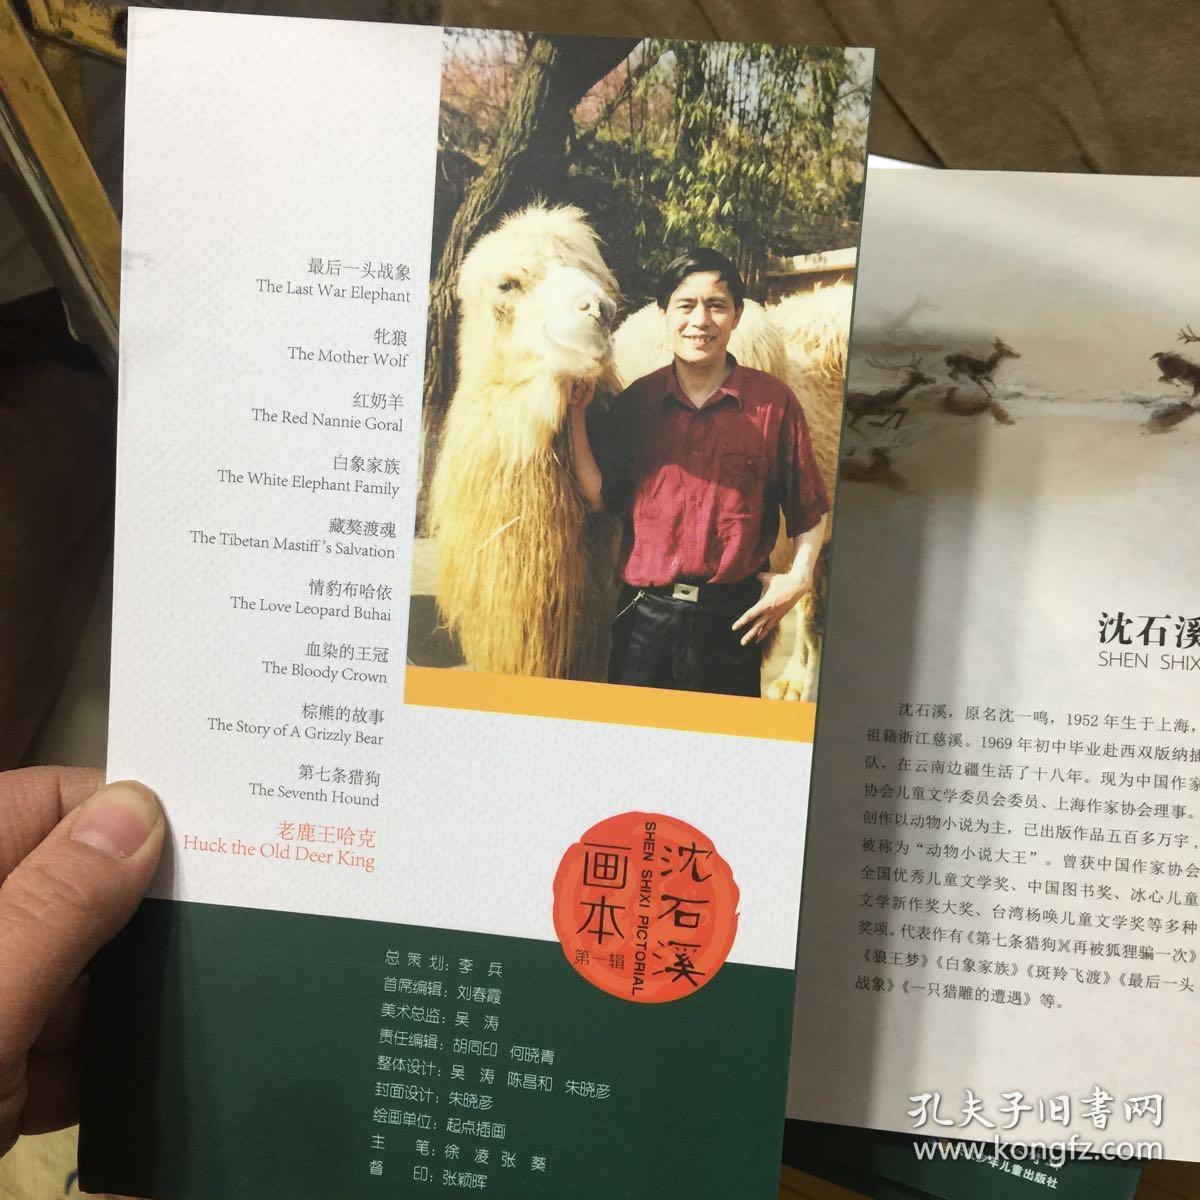 最后一头战象
The Last War Elephant
牝狼
The Mother Wolf
红奶羊
The Red Nannie Goral
白象家族
The White Elephant Family
藏獒渡魂
The Tibetan Mastiff's Salvation
情豹布哈依
The Love Leopard Buhai
血染的王冠
The Bloody Crown
棕熊的故事
The Story of A Grizzly Bear
第七条猎狗
The Seventh Hound
老鹿王哈克
Huck the Old Deer King
沈石溪
SHEN SHIXI PICTORIAL
画本
第一辑
总 策 划：李 兵
首席编辑：刘春霞
美术总监：吴 涛
责任编辑：胡同印 何晓青
整体设计：吴 涛 陈昌和 朱晓彦
封面设计：朱晓彦
绘画单位：起点插画
主 笔：徐 凌 张 葵
督 印：张颖晖
沈石溪
SHEN SHIX
沈石溪，原名沈一鸣，1952年生于上海，
祖籍浙江慈溪。1969年初中毕业赴西双版纳插
队，在云南边疆生活了十八年。现为中国作家
协会儿童文学委员会委员、上海作家协会理事。
创作以动物小说为主，已出版作品五百多万字，
被称为“动物小说大王”。曾获中国作家协会
全国优秀儿童文学奖、中国图书奖、冰心儿童
文学新作奖大奖、台湾杨唤儿童文学奖等多种
奖项。代表作有《第七条猎狗》《再被狐狸骗一次》
《狼王梦》《白象家族》《斑羚飞渡》《最后一头
战象》《一只猎雕的遭遇》等。
孔夫子旧书网
www.kongfz.com
少年儿童出版社